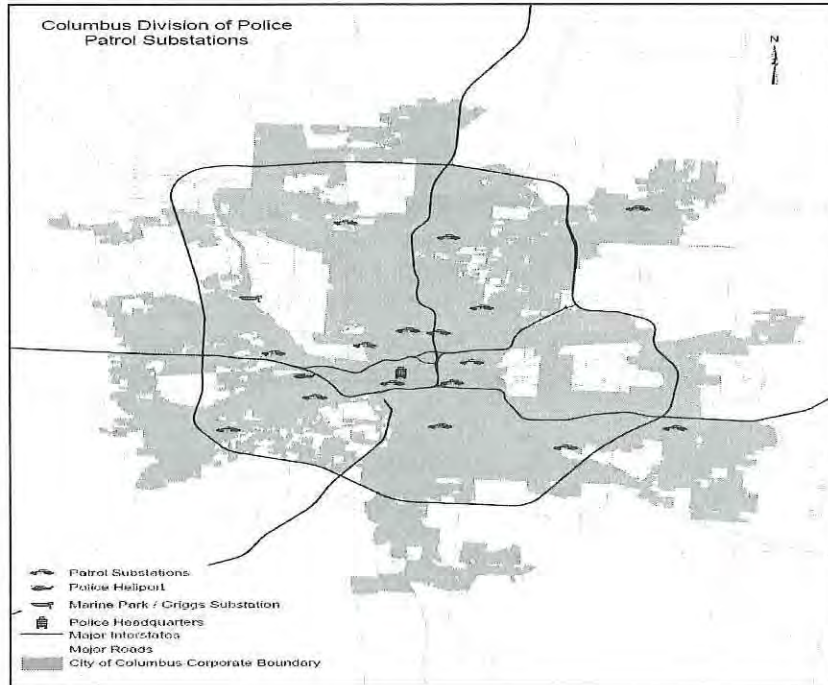 Columbus Division of Police
Patrol Substations
N
Patrol Substations
Police Heliport
Marine Park / Griggs Substation
Police Headquarters
Major Interstates
Major Roads
City of Columbus Corporate Boundary